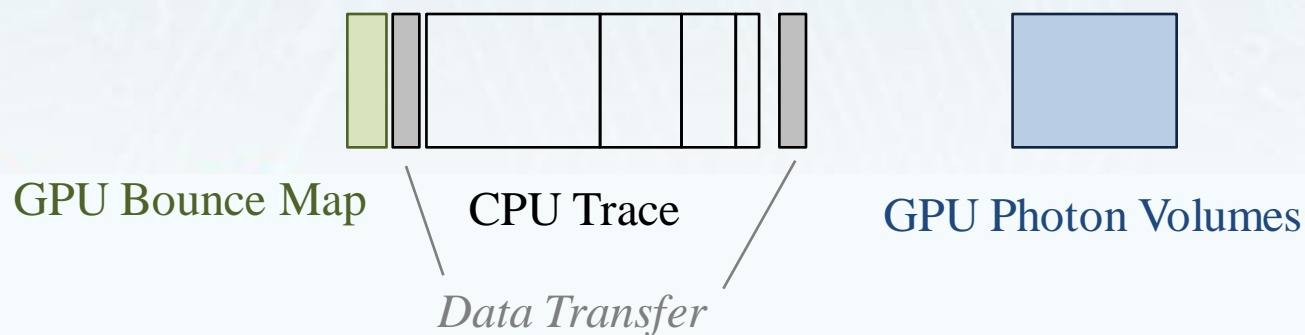 GPU Bounce Map
CPU Trace
GPU Photon Volumes
Data Transfer